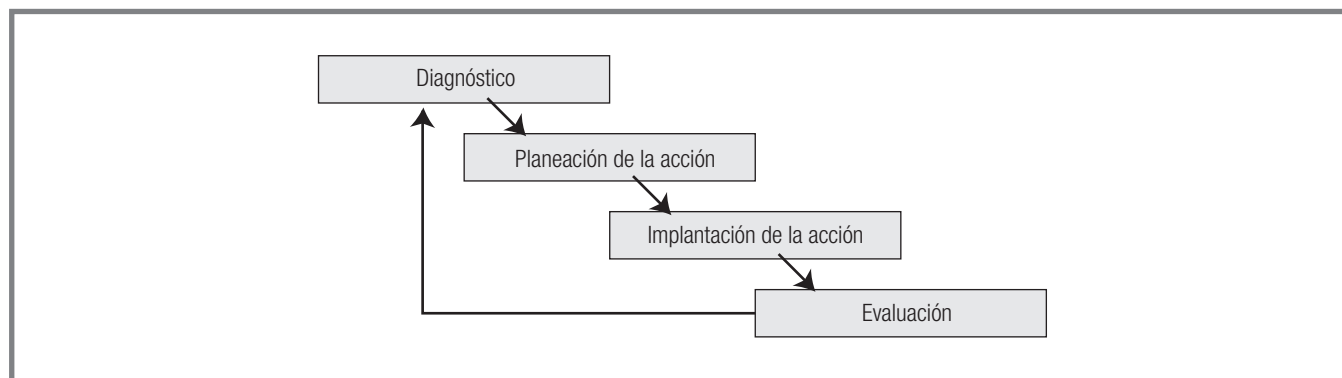 Diagnóstico
Planeación de la acción
Implantación de la acción
Evaluación